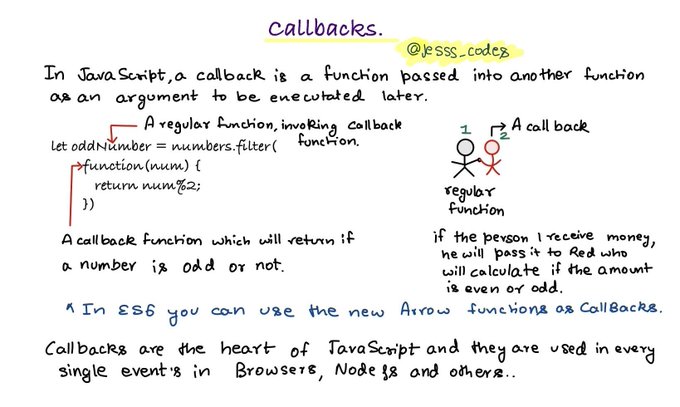 Callbacks.
@jesss_codes
In JavaScript, a callback is a function passed into another function
as an argument to be enecutated later.
A regular function, invoking callback
function.
let oddNumber = numbers.filter(
function(num) {
return num%2;
})
A callback function which will return if
a number is odd or not.
1
2
A call back
regular
function
if the person 1 receive money,
he will pass it to Red who
will calculate if the amount
is even or odd.
* In ES6 you can use the new Arrow functions as CallBacks.
Callbacks are the heart of JavaScript and they are used in every
single event's in Browsers, Node js and others..